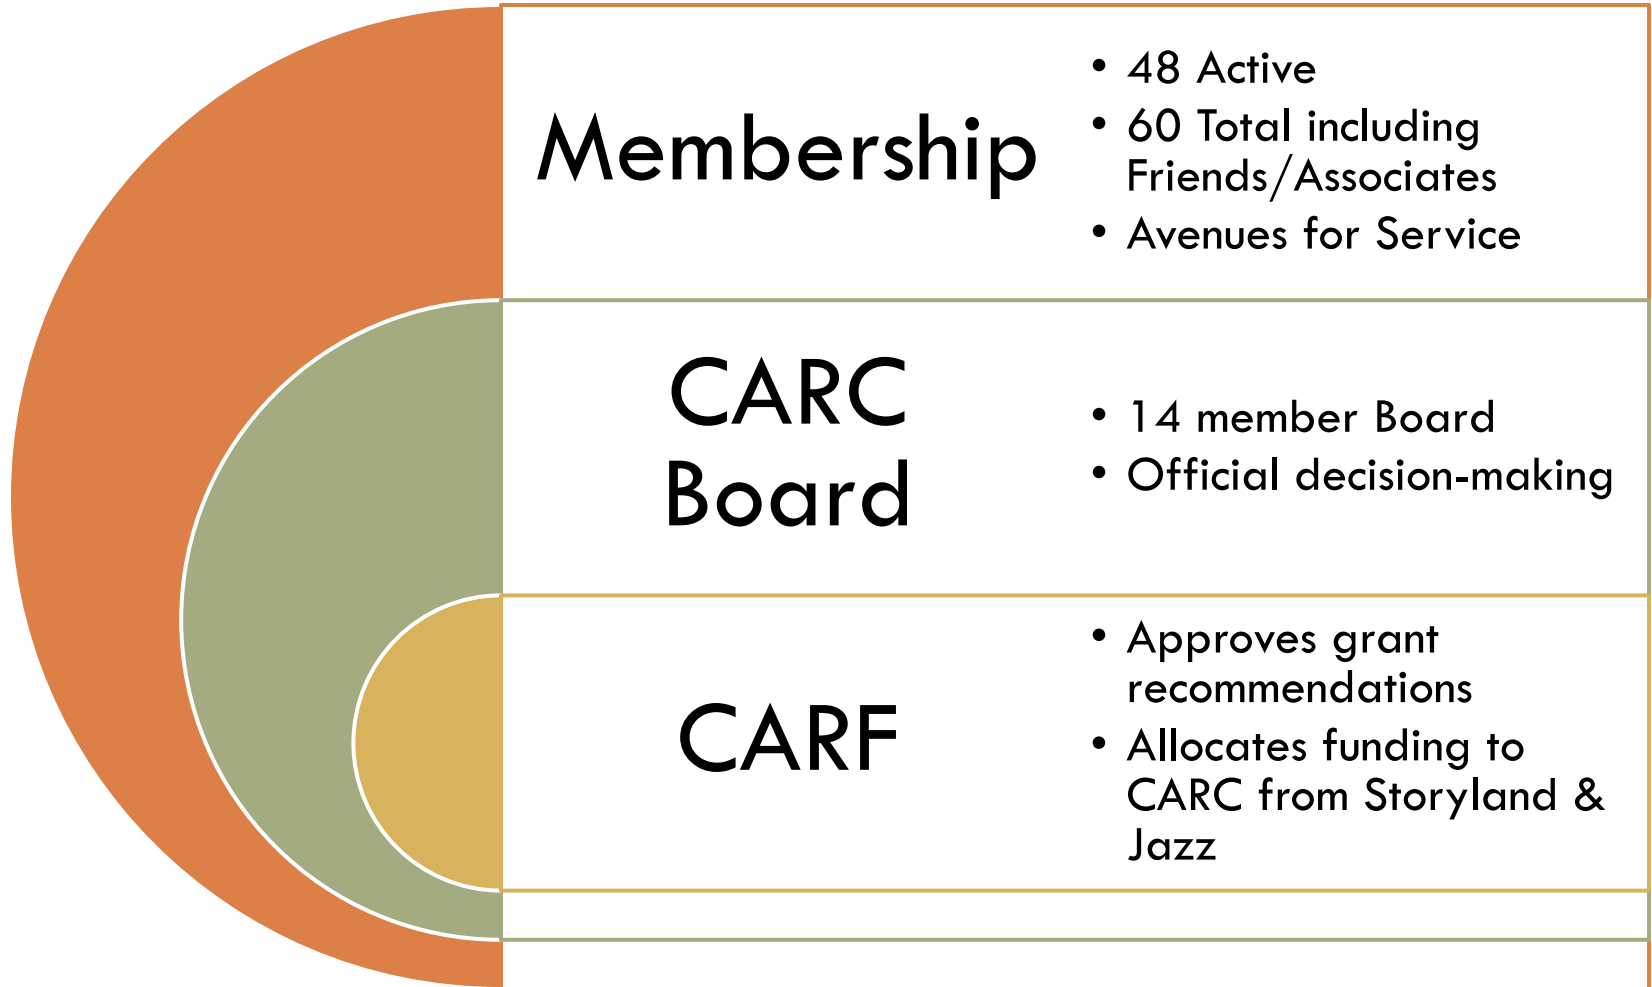 Membership
• 48 Active
• 60 Total including
Friends/Associates
• Avenues for Service
CARC
Board
• 14 member Board
• Official decision-making
CARF
• Approves grant
recommendations
• Allocates funding to
CARC from Storyland &
Jazz